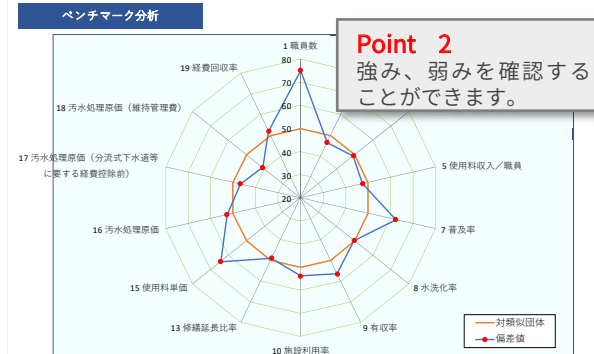 ベンチマーク分析
Point 2
強み、弱みを確認する
ことができます。
1 職員数
19 経費回収率
18 汚水処理原価（維持管理費）
17 汚水処理原価（分流式下水道等
に要する経費控除前）
16 汚水処理原価
15 使用料単価
13 修繕延長比率
10 施設利用率
9 有収率
8 水洗化率
7 普及率
5 使用料収入／職員
80
70
60
50
40
30
20
対類似団体
偏差値